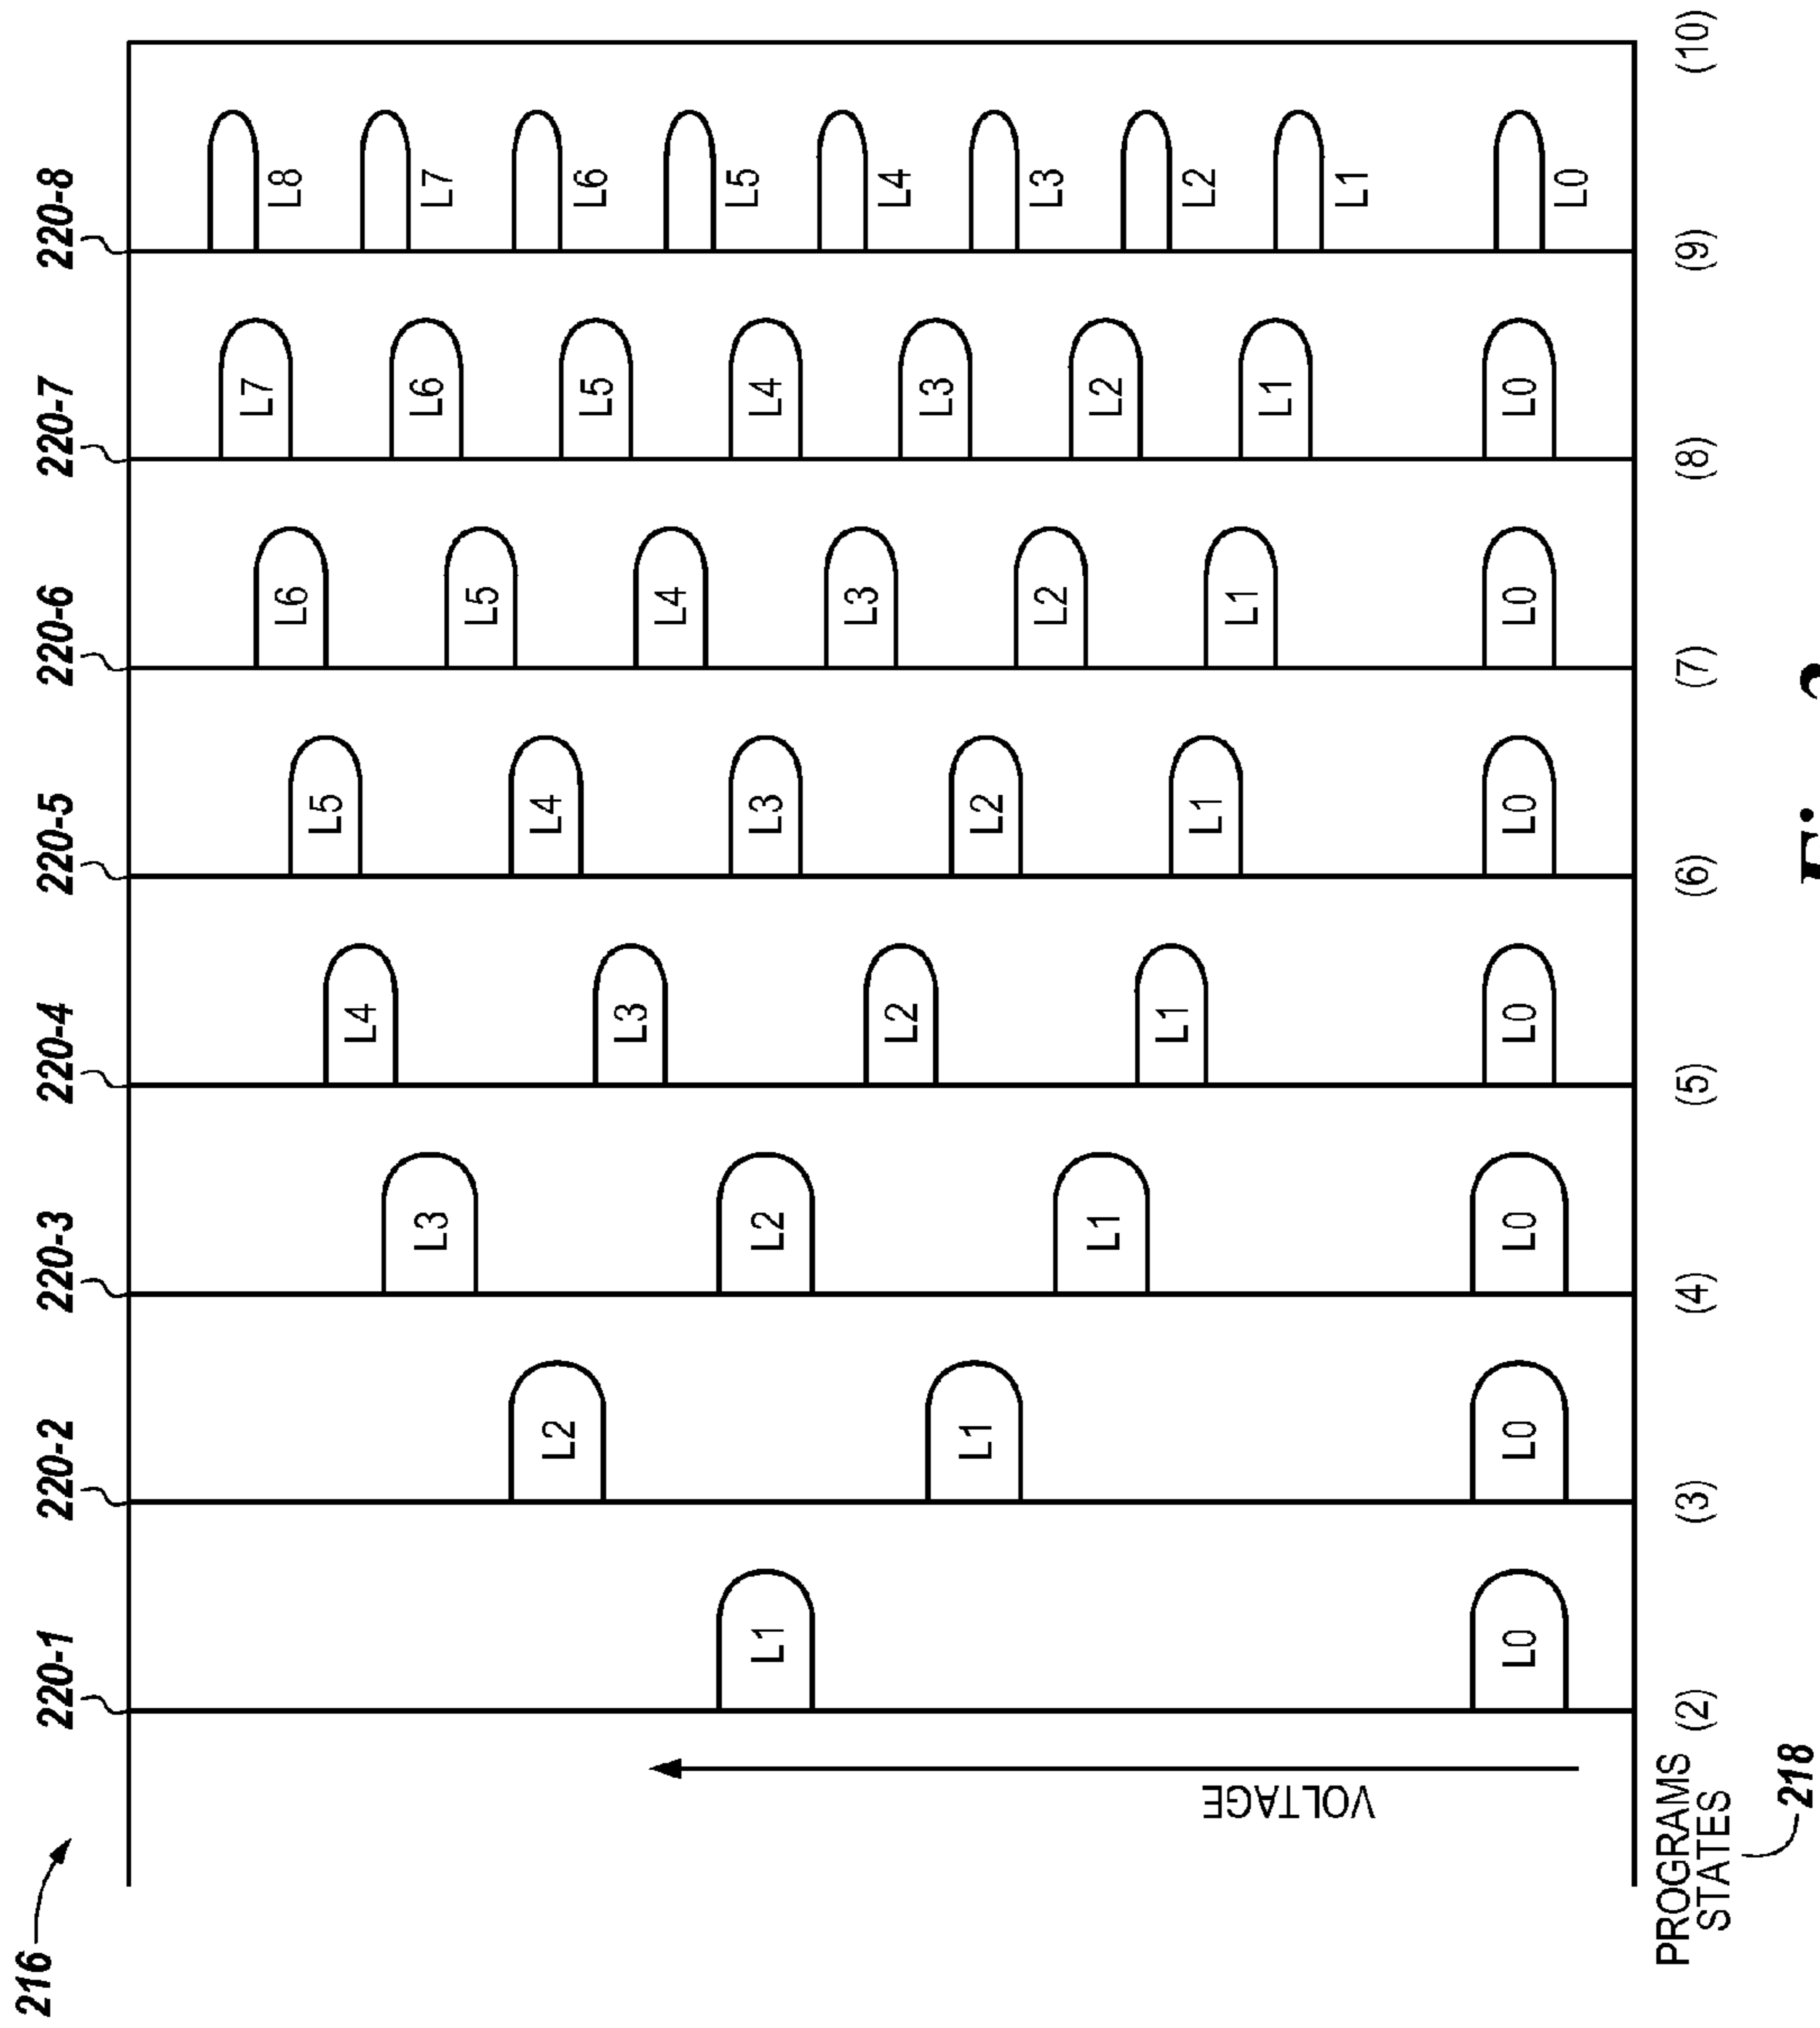 216
220-1
220-2
220-3
220-4
220-5
220-6
220-7
220-8
VOLTAGE
L1
L0
L2
L1
L0
L3
L2
L1
L0
L4
L3
L2
L1
L0
L5
L4
L3
L2
L1
L0
L6
L5
L4
L3
L2
L1
L0
L7
L6
L5
L4
L3
L2
L1
L0
L8
L7
L6
L5
L4
L3
L2
L1
L0
PROGRAMS
STATES
(2) (3) (4) (5) (6) (7) (8) (9) (10)
218